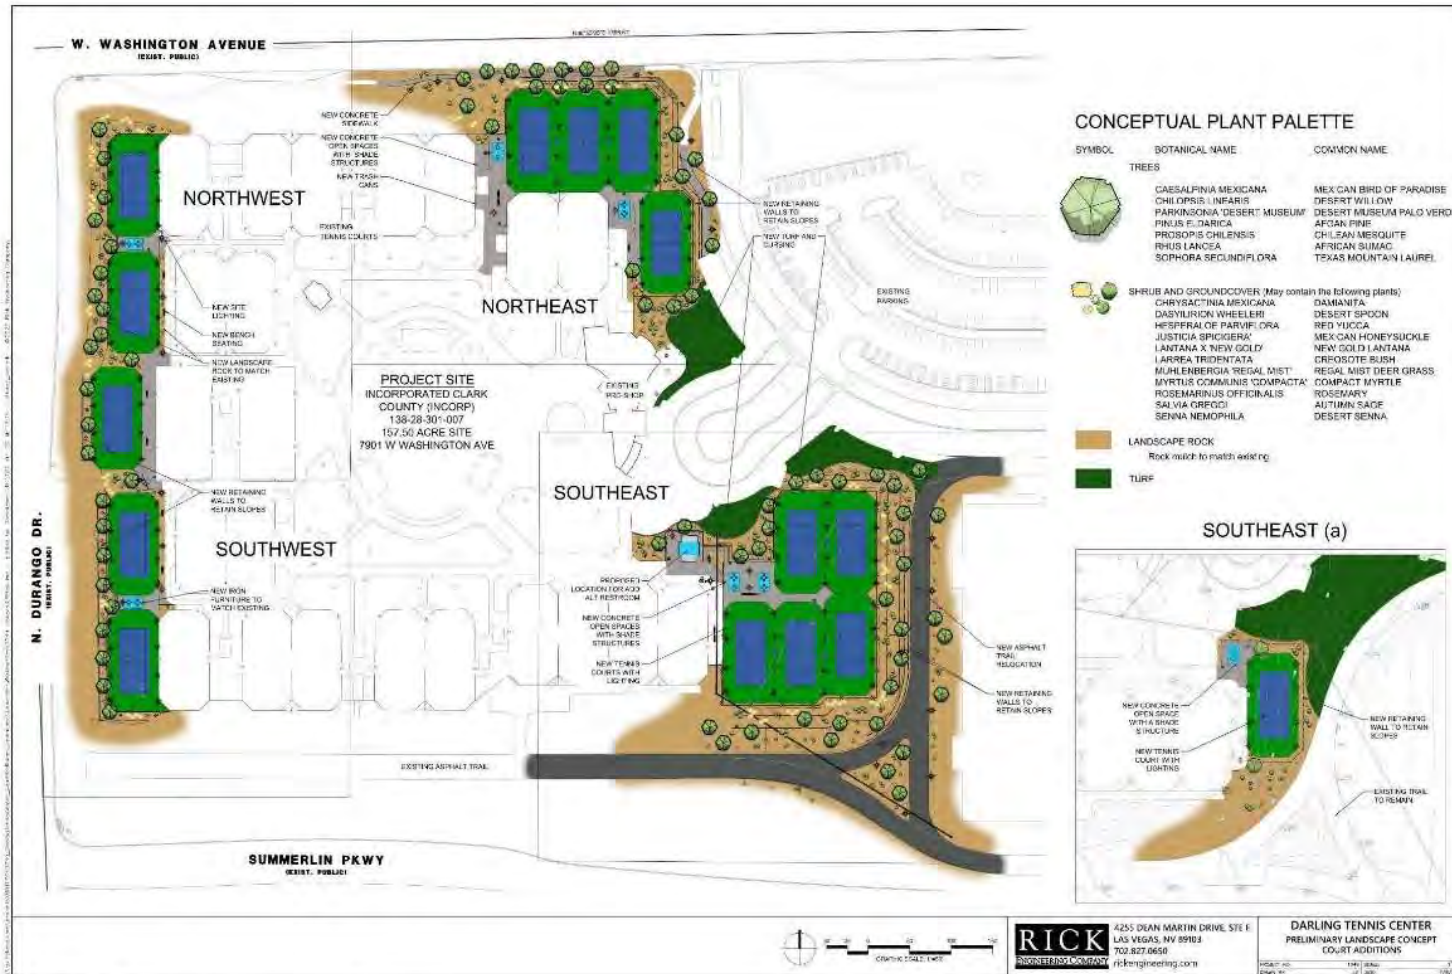 W. WASHINGTON AVENUE
(EXIST. PUBLIC)
NEW CONCRETE
SIDEWALK
NEW CONCRETE
OPEN SPACES
WITH SHADE
STRUCTURES
NEW TRASH
CANS
NORTHWEST
EXISTING
TENNIS COURTS
NEW RETAINING
WALLS TO
RETAIN SLOPES
NEW TURF AND
CURBING
NORTHEAST
EXISTING
PARKING
NEW SITE
LIGHTING
NEW BENCH
SEATING
NEW LANDSCAPE
ROCK TO MATCH
EXISTING
PROJECT SITE
INCORPORATED CLARK
COUNTY (INCORP)
138-28-301-007
157.50 ACRE SITE
7901 W WASHINGTON AVE
EXISTING
PRO SHOP
SOUTHEAST
NEW RETAINING
WALLS TO
RETAIN SLOPES
SOUTHWEST
N. DURANGO DR.
(EXIST. PUBLIC)
NEW IRON
FURNITURE TO
MATCH EXISTING
PROPOSED
LOCATION FOR ADD
ALT RESTROOM
NEW CONCRETE
OPEN SPACES
WITH SHADE
STRUCTURES
NEW TENNIS
COURTS WITH
LIGHTING
NEW ASPHALT
TRAIL
RELOCATION
NEW RETAINING
WALLS TO
RETAIN SLOPES
EXISTING ASPHALT TRAIL
SUMMERLIN PKWY
(EXIST. PUBLIC)
CONCEPTUAL PLANT PALETTE
SYMBOL BOTANICAL NAME COMMON NAME
TREES
CAESALPINIA MEXICANA MEXICAN BIRD OF PARADISE
CHILOPSIS LINEARIS DESERT WILLOW
PARKINSONIA 'DESERT MUSEUM' DESERT MUSEUM PALO VERD
PINUS ELDARICA AFGAN PINE
PROSOPIS CHILENSIS CHILEAN MESQUITE
RHUS LANCEA AFRICAN SUMAC
SOPHORA SECUNDIFLORA TEXAS MOUNTAIN LAUREL
SHRUB AND GROUNDCOVER (May contain the following plants)
CHRYSACTINIA MEXICANA DAMIANITA
DASYLIRION WHEELERI DESERT SPOON
HESPERALOE PARVIFLORA RED YUCCA
JUSTICIA SPICIGERA' MEXICAN HONEYSUCKLE
LANTANA X 'NEW GOLD' NEW GOLD LANTANA
LARREA TRIDENTATA CREOSOTE BUSH
MUHLENBERGIA 'REGAL MIST' REGAL MIST DEER GRASS
MYRTUS COMMUNIS 'COMPACTA' COMPACT MYRTLE
ROSEMARINUS OFFICINALIS ROSEMARY
SALVIA GREGGI AUTUMN SAGE
SENNA NEMOPHILA DESERT SENNA
LANDSCAPE ROCK
Rock mulch to match existing
TURF
SOUTHEAST (a)
NEW CONCRETE
OPEN SPACE
WITH A SHADE
STRUCTURE
NEW TENNIS
COURT WITH
LIGHTING
NEW RETAINING
WALL TO RETAIN
SLOPES
EXISTING TRAIL
TO REMAIN
GRAPHIC SCALE
RICK
ENGINEERING COMPANY
4255 DEAN MARTIN DRIVE, STE F
LAS VEGAS, NV 89103
702.827.0650
rickengineering.com
DARLING TENNIS CENTER
PRELIMINARY LANDSCAPE CONCEPT
COURT ADDITIONS